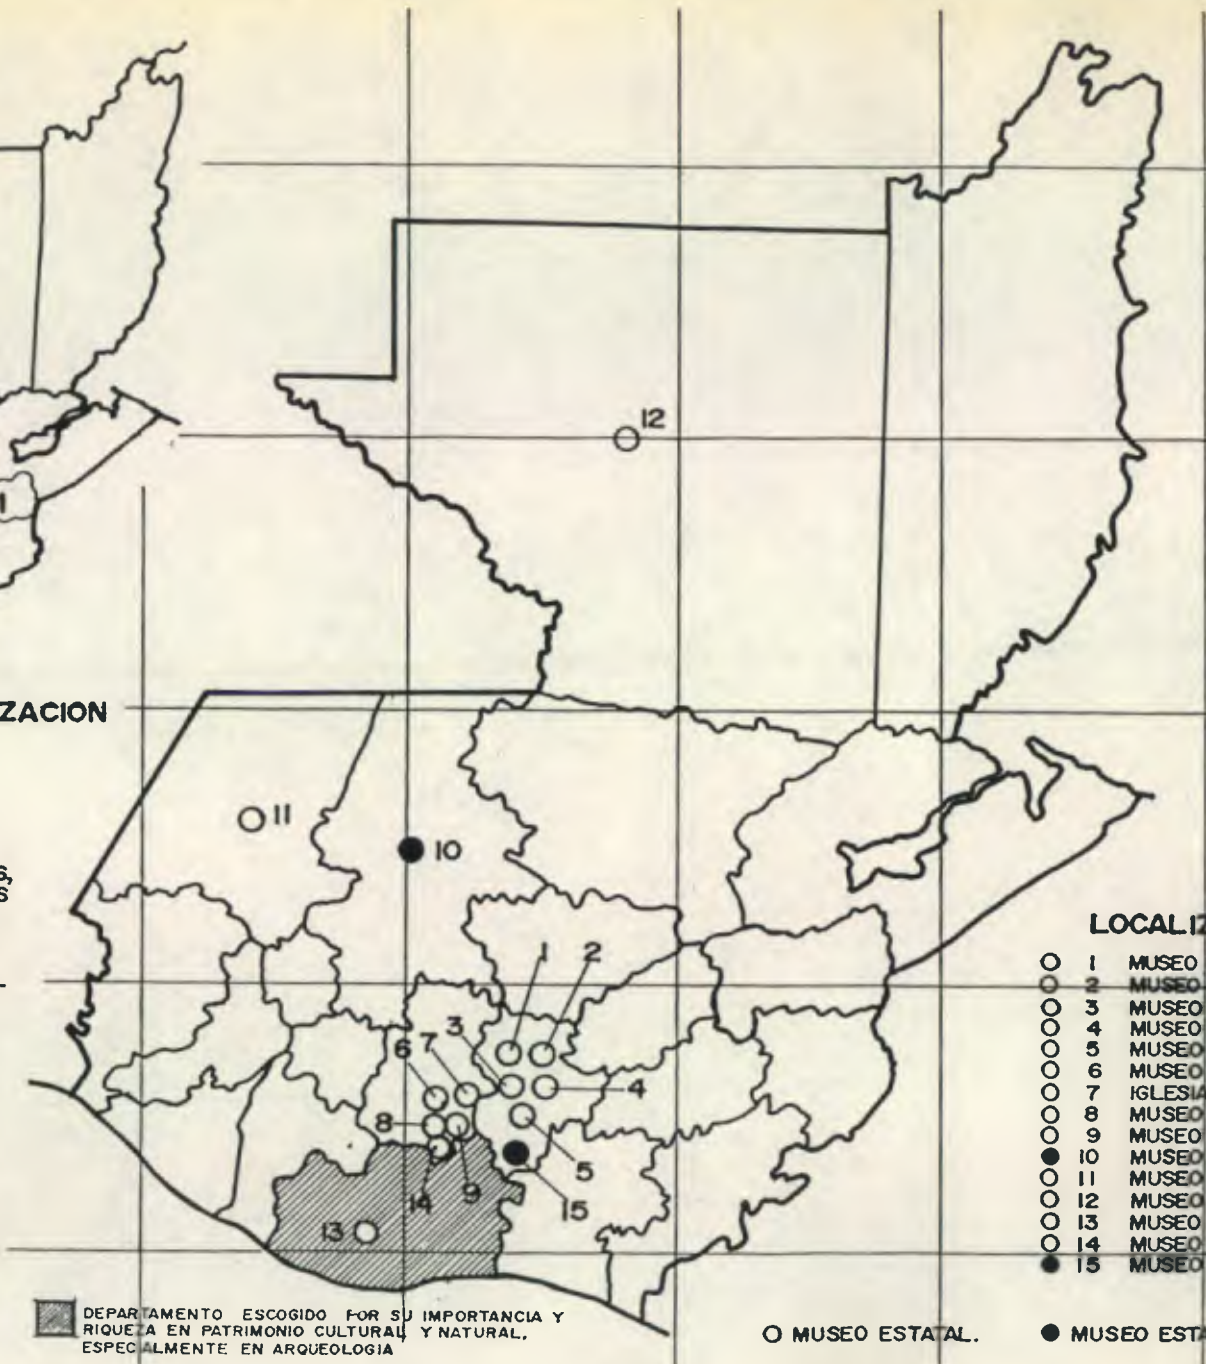 12
1
ZACION
11
10
S,
S
1 2
3
6 7
4
8
5
14 9
15
13
LOCALIZ
1 MUSEO
2 MUSEO
3 MUSEO
4 MUSEO
5 MUSEO
6 MUSEO
7 IGLESIA
8 MUSEO
9 MUSEO
10 MUSEO
11 MUSEO
12 MUSEO
13 MUSEO
14 MUSEO
15 MUSEO
DEPARTAMENTO ESCOGIDO POR SU IMPORTANCIA Y
RIQUEZA EN PATRIMONIO CULTURAL Y NATURAL,
ESPECIALMENTE EN ARQUEOLOGIA
MUSEO ESTATAL.
MUSEO ESTA